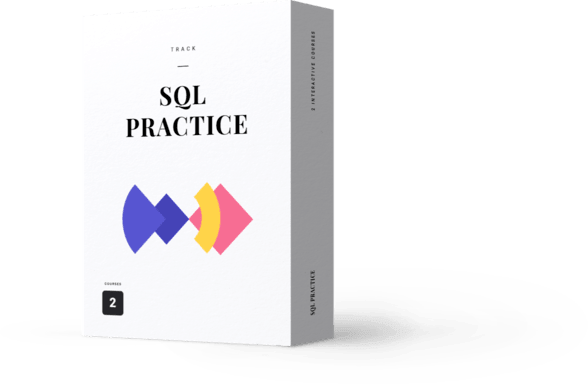 TRACK
SQL
PRACTICE
COURSES
2
2 INTERACTIVE COURSES
SQL PRACTICE